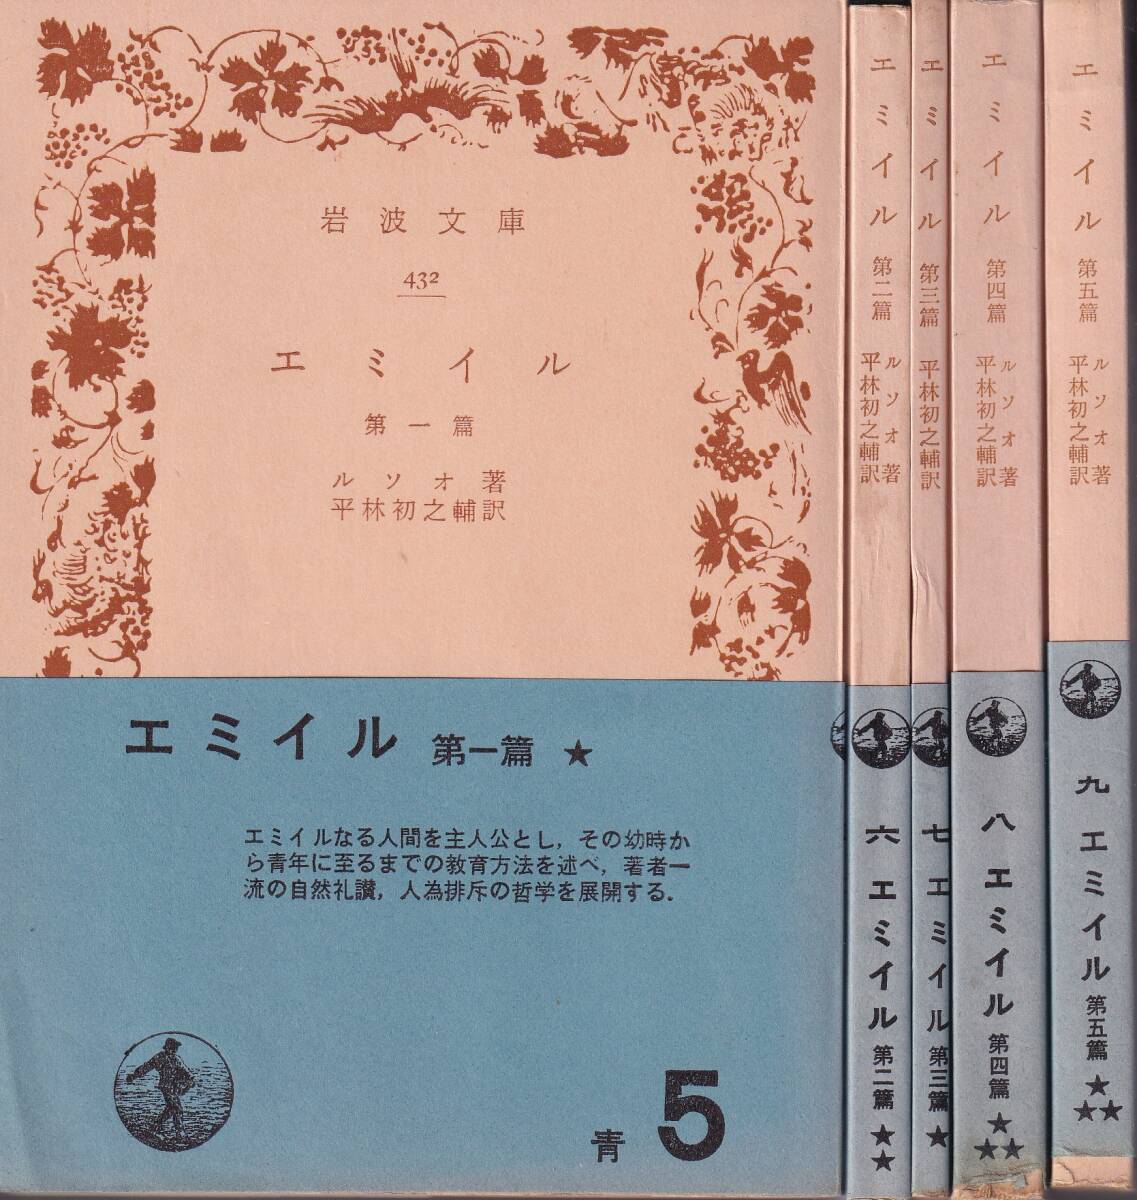 岩波文庫
432
エミイル
第一篇
ルソオ著
平林初之輔訳
エミイル 第一篇 ★
エミイルなる人間を主人公とし，その幼時か
ら青年に至るまでの教育方法を述べ，著者一
流の自然礼讃，人為排斥の哲学を展開する．
青 5
エミイル 第二篇
ルソオ著
平林初之輔訳
六 エミイル 第二篇 ★★
エミイル 第三篇
平林初之輔訳
七 エミイル 第三篇 ★
エミイル 第四篇
ルソオ著
平林初之輔訳
八 エミイル 第四篇 ★★★
エミイル 第五篇
ルソオ著
平林初之輔訳
九 エミイル 第五篇 ★★★